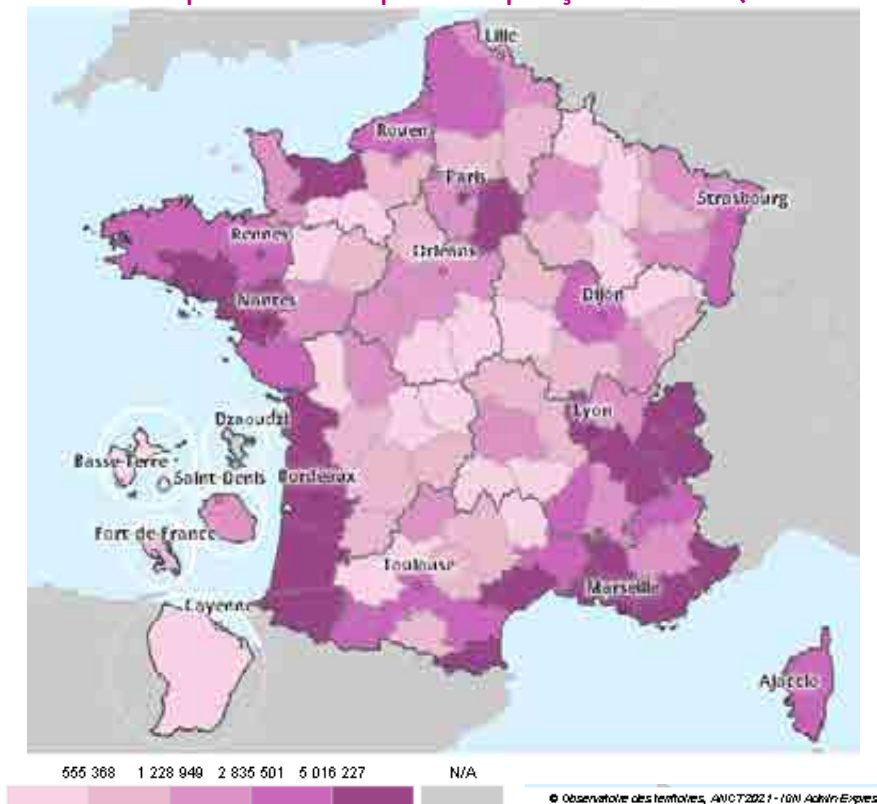 Lille
Rouen
Paris
Strasbourg
Rennes
Orléans
Nantes
Dijon
Dzaoudzi
Lyon
Basse-Terre
Saint-Denis Bordeaux
Fort-de-France
Toulouse
Marseille
Cayenne
Ajaccio
555 368 1 228 949 2 835 501 5 016 227 N/A
© Observatoire des territoires, ANCT 2021 - IGN Admin Express